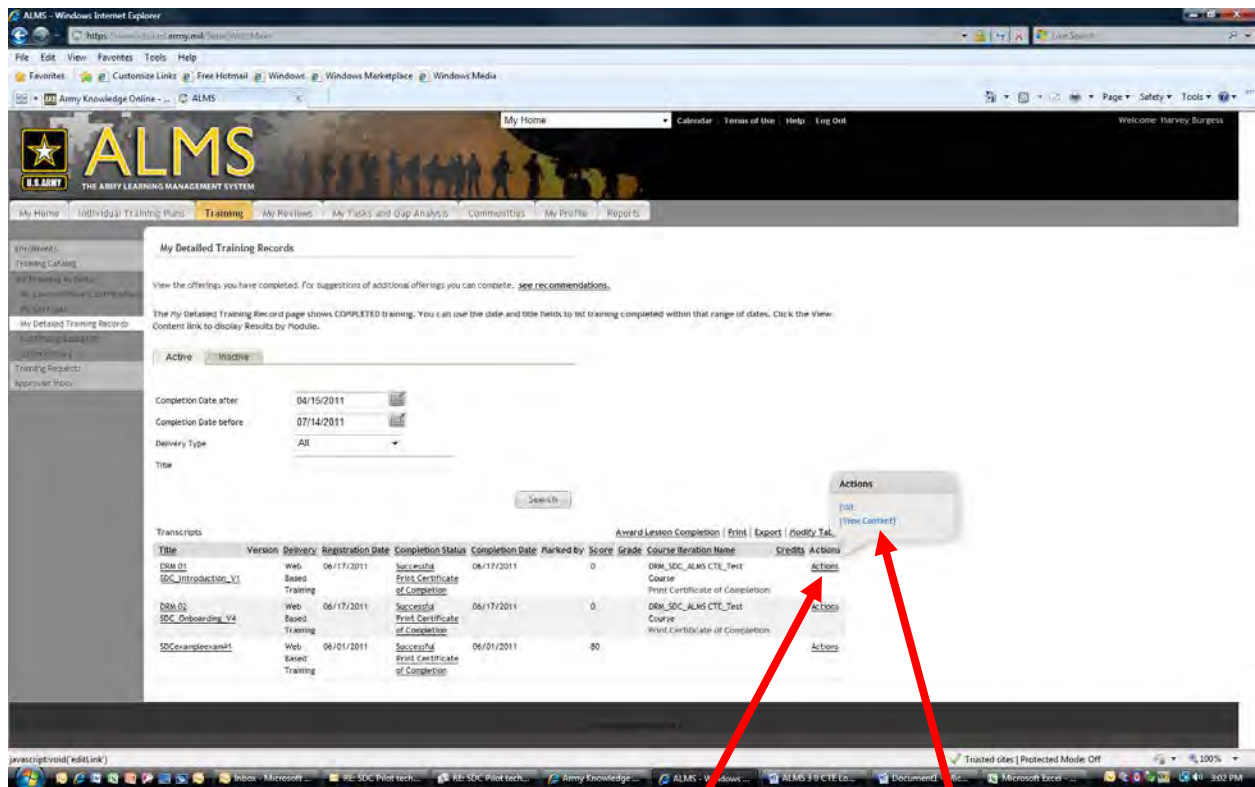 ALMS - Windows Internet Explorer
https army.mil
File Edit View Favorites Tools Help
Favorites Customize Links Free Hotmail Windows Windows Marketplace Windows Media
Army Knowledge Online - ... ALMS Page Safety Tools
My Home Calendar Terms of Use Help Log Out Welcome Harvey Burgess
ALMS
U.S.ARMY THE ARMY LEARNING MANAGEMENT SYSTEM
My Home Individual Training Plans Training My Reviews My Tasks and Gap Analysis Communities My Profile Reports
Enrollments
Training Catalog
My Detailed Training Records
Training Requests
Approver Inbox
My Detailed Training Records
View the offerings you have completed. For suggestions of additional offerings you can complete, see recommendations.
The My Detailed Training Record page shows COMPLETED training. You can use the date and title fields to list training completed within that range of dates. Click the View
Content link to display Results by Module.
Active Inactive
Completion Date after 04/15/2011
Completion Date before 07/14/2011
Delivery Type All
Title
Search
Actions
Edit
[View Content]
Transcripts Award Lesson Completion | Print | Export | Modify Tab
Title Version Delivery Registration Date Completion Status Completion Date Marked by Score Grade Course Iteration Name Credits Actions
DRM 01 Web 06/17/2011 Successful 06/17/2011 0 DRM_SDC_ALMS CTE_Test Actions
SDC_Introduction_V1 Based Print Certificate Course
Training of Completion Print Certificate of Completion
DRM 02 Web 06/17/2011 Successful 06/17/2011 0 DRM_SDC_ALMS CTE_Test Actions
SDC_Onboarding_V4 Based Print Certificate Course
Training of Completion Print Certificate of Completion
SDCexampleexam#1 Web 06/01/2011 Successful 06/01/2011 80 Actions
Based Print Certificate
Training of Completion
javascript:void('editLink') Trusted sites | Protected Mode: Off 100%
Inbox - Microsoft ... RE: SDC Pilot tech... RE: SDC Pilot tech... Army Knowledge ... ALMS - Windows ... ALMS 3 0 CTE Lo... Document1 - Mic... Microsoft Excel - ... 3:02 PM